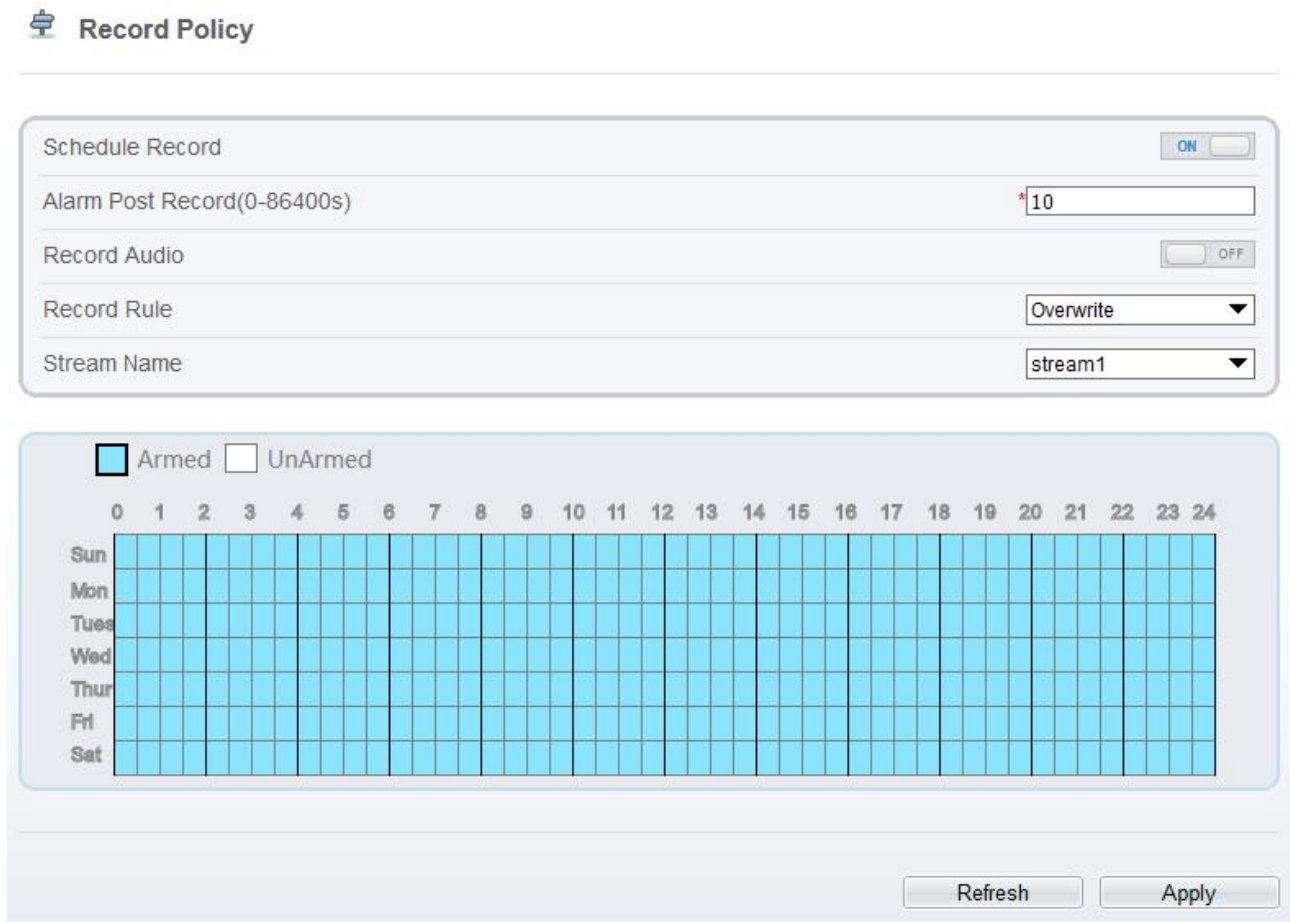 Record Policy
Schedule Record ON
Alarm Post Record(0-86400s) *10
Record Audio OFF
Record Rule Overwrite
Stream Name stream1
Armed UnArmed
0 1 2 3 4 5 6 7 8 9 10 11 12 13 14 15 16 17 18 19 20 21 22 23 24
Sun
Mon
Tues
Wed
Thur
Fri
Sat
Refresh Apply